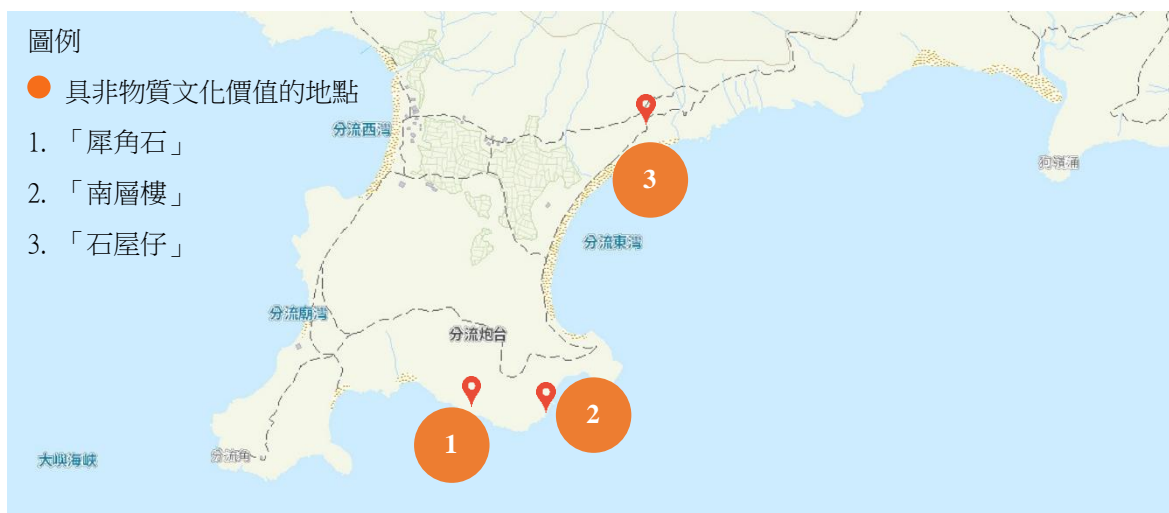 圖例
具非物質文化價值的地點
1. 「犀角石」
2. 「南層樓」
3. 「石屋仔」
分流西灣
3
狗嶺涌
分流東灣
分流廟灣
分流炮台
2
1
大嶼海峽
分流角